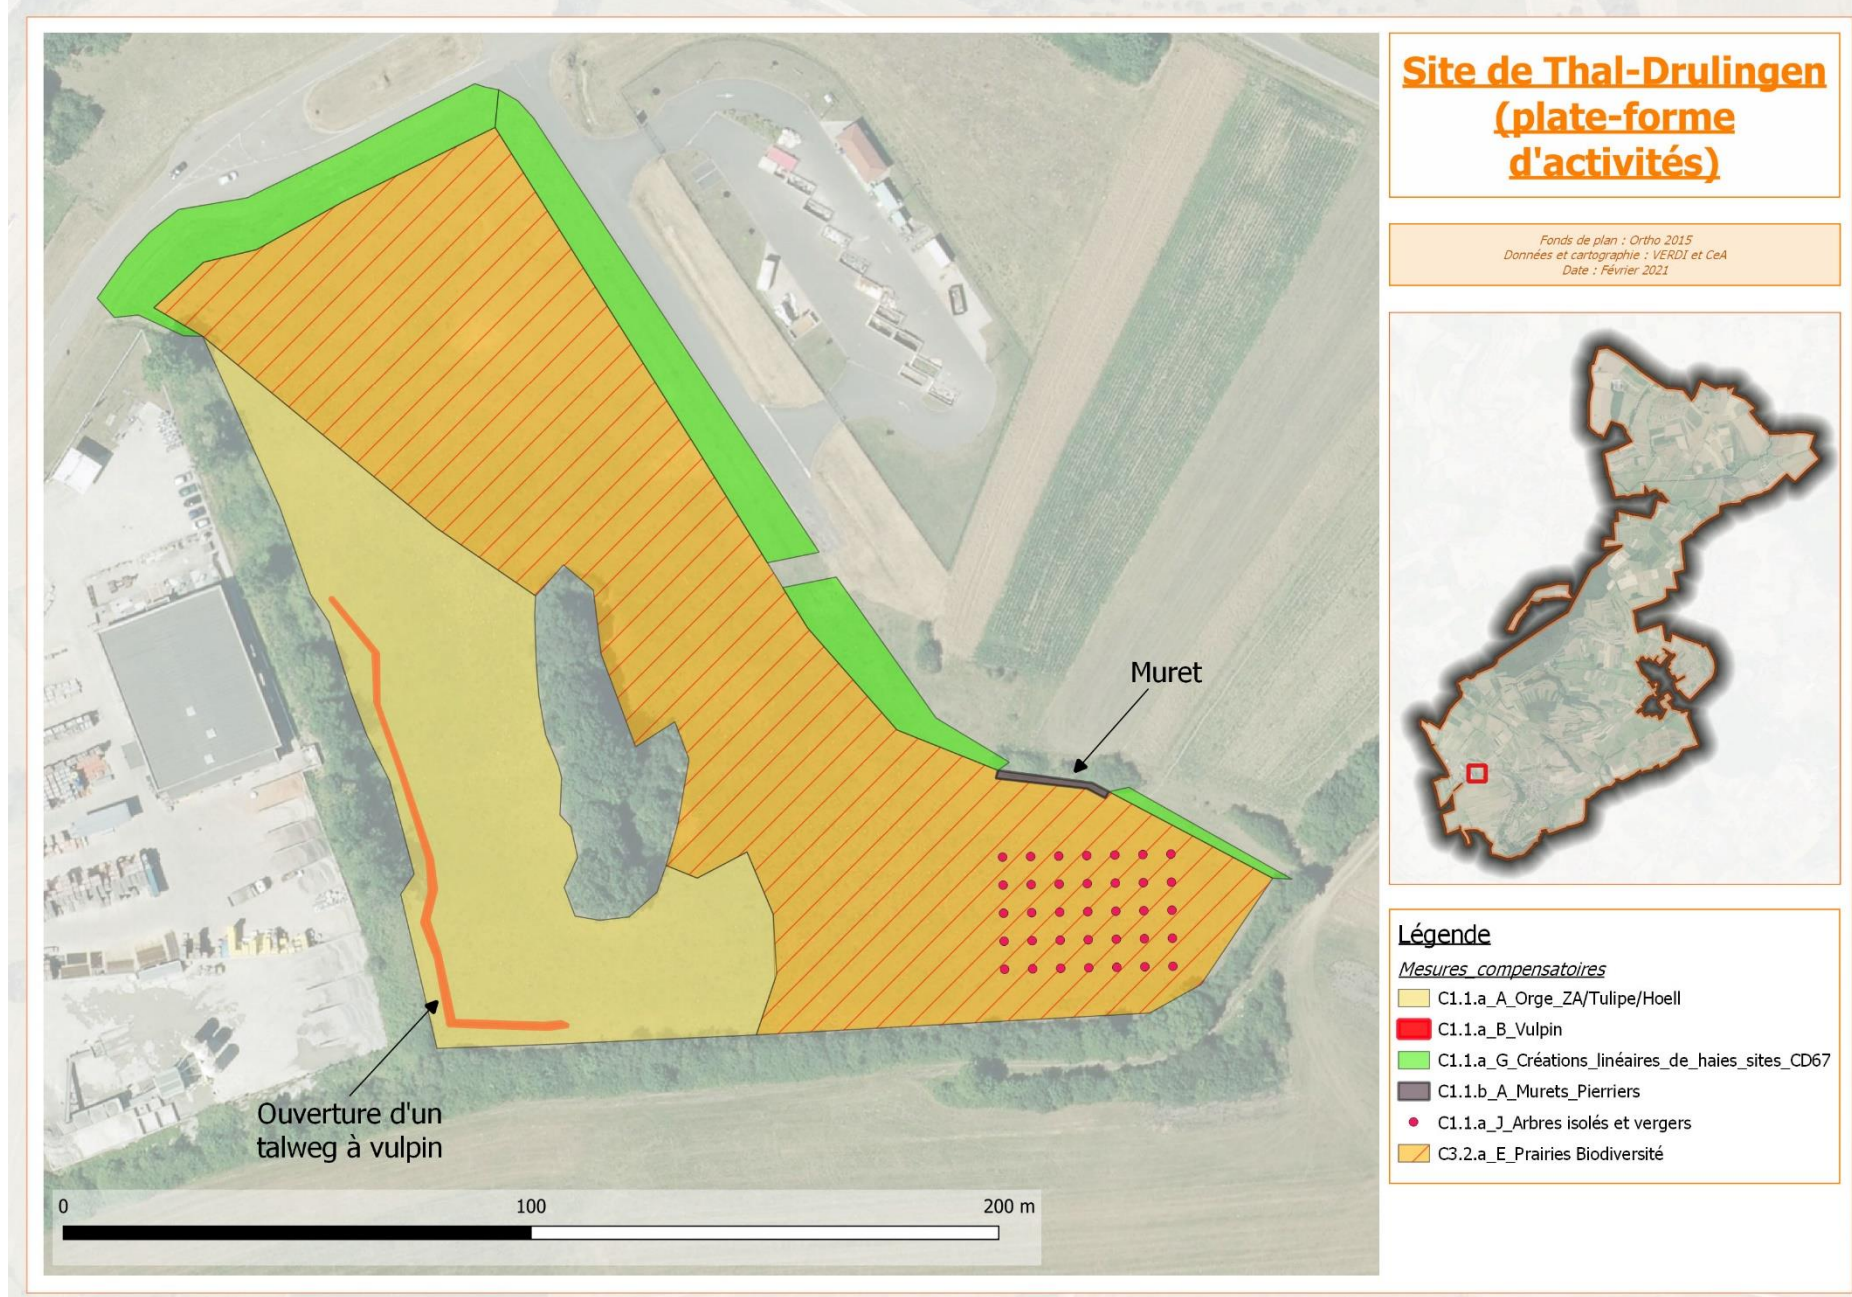 Site de Thal-Drulingen
(plate-forme
d'activités)
Fonds de plan : Ortho 2015
Données et cartographie : VERDI et CeA
Date : Février 2021
Muret
Ouverture d'un
talweg à vulpin
0 100 200 m
Légende
Mesures_compensatoires
C1.1.a_A_Orge_ZA/Tulipe/Hoell
C1.1.a_B_Vulpin
C1.1.a_G_Créations_linéaires_de_haies_sites_CD67
C1.1.b_A_Murets_Pierriers
C1.1.a_J_Arbres isolés et vergers
C3.2.a_E_Prairies Biodiversité